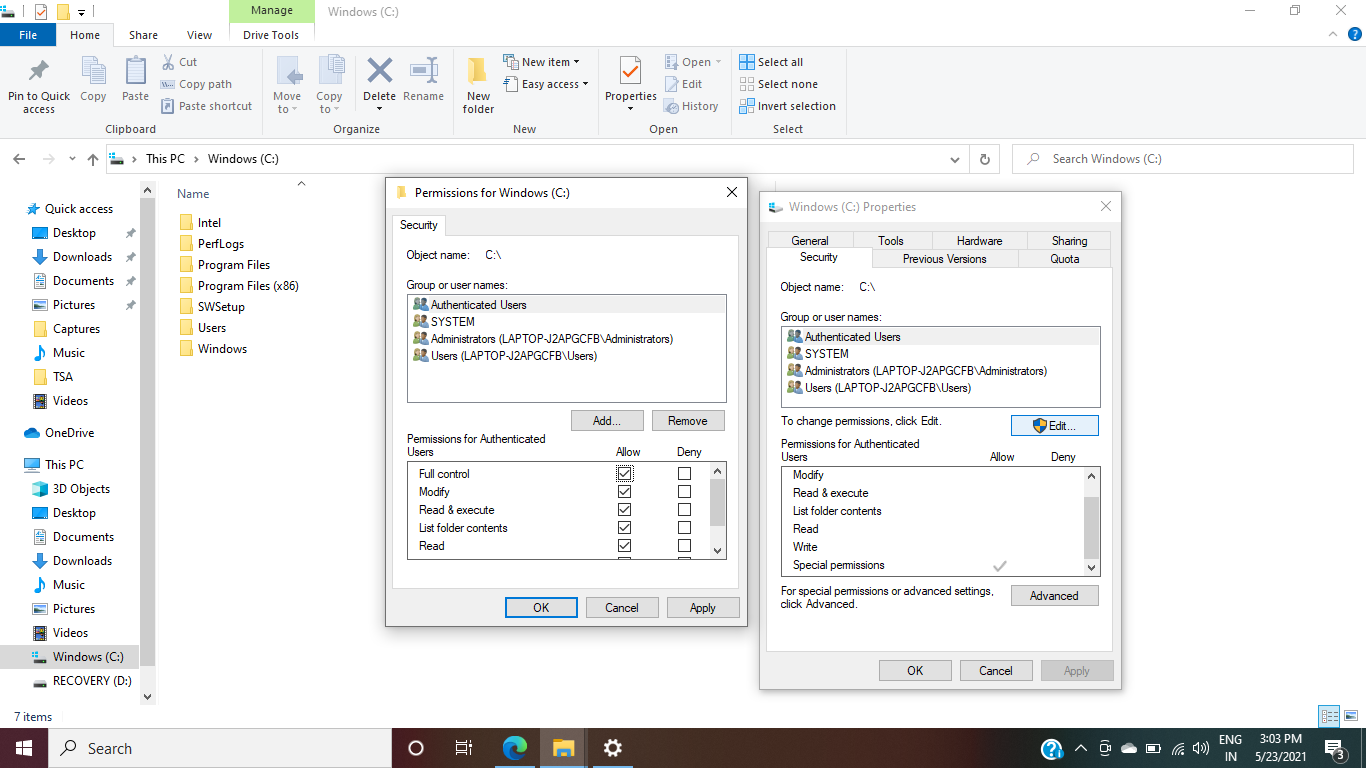 Manage
Windows (C:)
File
Home
Share
View
Drive Tools
Pin to Quick access
Copy
Paste
Cut
Copy path
Paste shortcut
Clipboard
Move to
Copy to
Delete
Rename
Organize
New folder
New item
Easy access
New
Properties
Open
Edit
History
Open
Select all
Select none
Invert selection
Select
This PC > Windows (C:)
Search Windows (C:)
Quick access
Desktop
Downloads
Documents
Pictures
Captures
Music
TSA
Videos
OneDrive
This PC
3D Objects
Desktop
Documents
Downloads
Music
Pictures
Videos
Windows (C:)
RECOVERY (D:)
Name
Intel
PerfLogs
Program Files
Program Files (x86)
SWSetup
Users
Windows
Permissions for Windows (C:)
Security
Object name: C:\
Group or user names:
Authenticated Users
SYSTEM
Administrators (LAPTOP-J2APGCFB\Administrators)
Users (LAPTOP-J2APGCFB\Users)
Add...
Remove
Permissions for Authenticated
Users
Allow
Deny
Full control
Modify
Read & execute
List folder contents
Read
OK
Cancel
Apply
Windows (C:) Properties
General
Tools
Hardware
Sharing
Security
Previous Versions
Quota
Object name: C:\
Group or user names:
Authenticated Users
SYSTEM
Administrators (LAPTOP-J2APGCFB\Administrators)
Users (LAPTOP-J2APGCFB\Users)
To change permissions, click Edit.
Edit...
Permissions for Authenticated
Users
Allow
Deny
Modify
Read & execute
List folder contents
Read
Write
Special permissions
For special permissions or advanced settings,
click Advanced.
Advanced
OK
Cancel
Apply
7 items
Search
ENG
IN
3:03 PM
5/23/2021
3